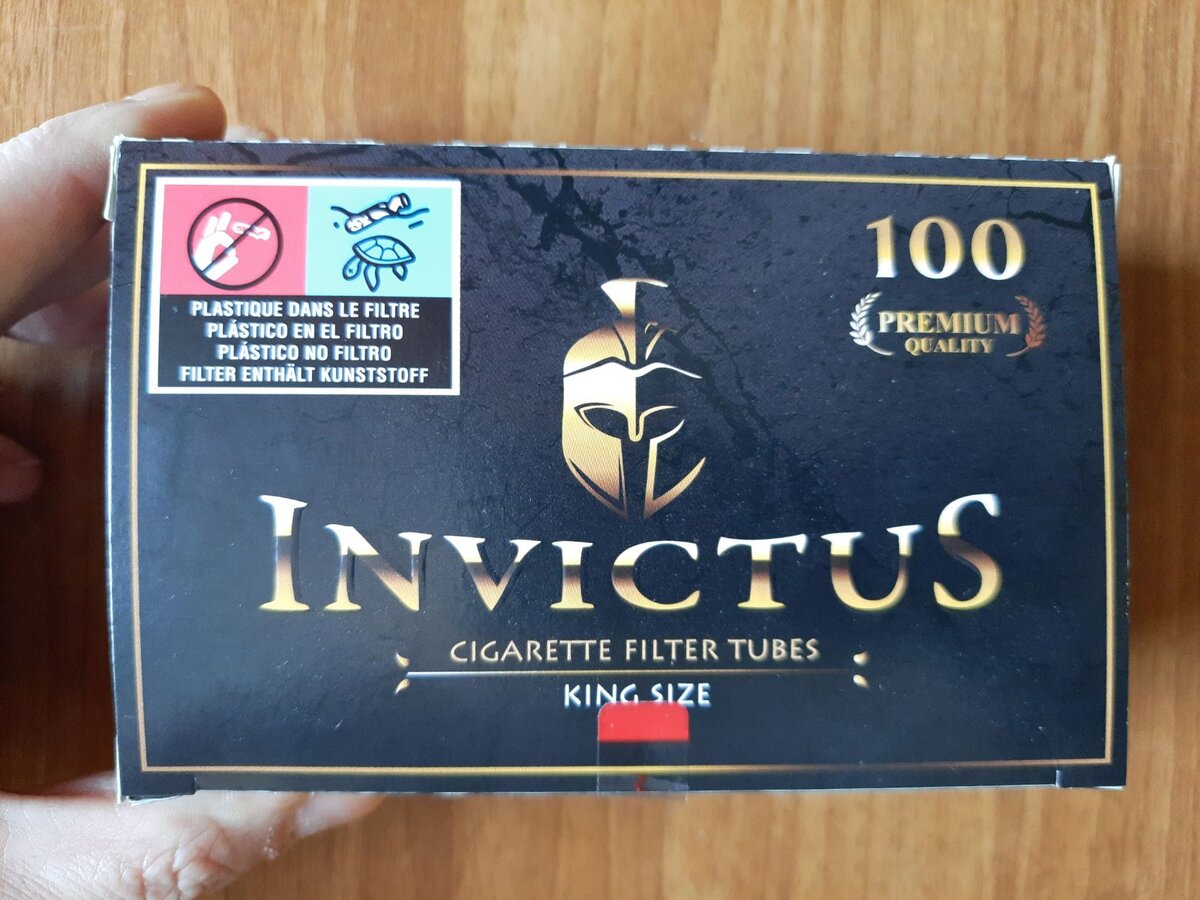 PLASTIQUE DANS LE FILTRE
PLÁSTICO EN EL FILTRO
PLÁSTICO NO FILTRO
FILTER ENTHÄLT KUNSTSTOFF
100
PREMIUM
QUALITY
INVICTUS
CIGARETTE FILTER TUBES
KING SIZE